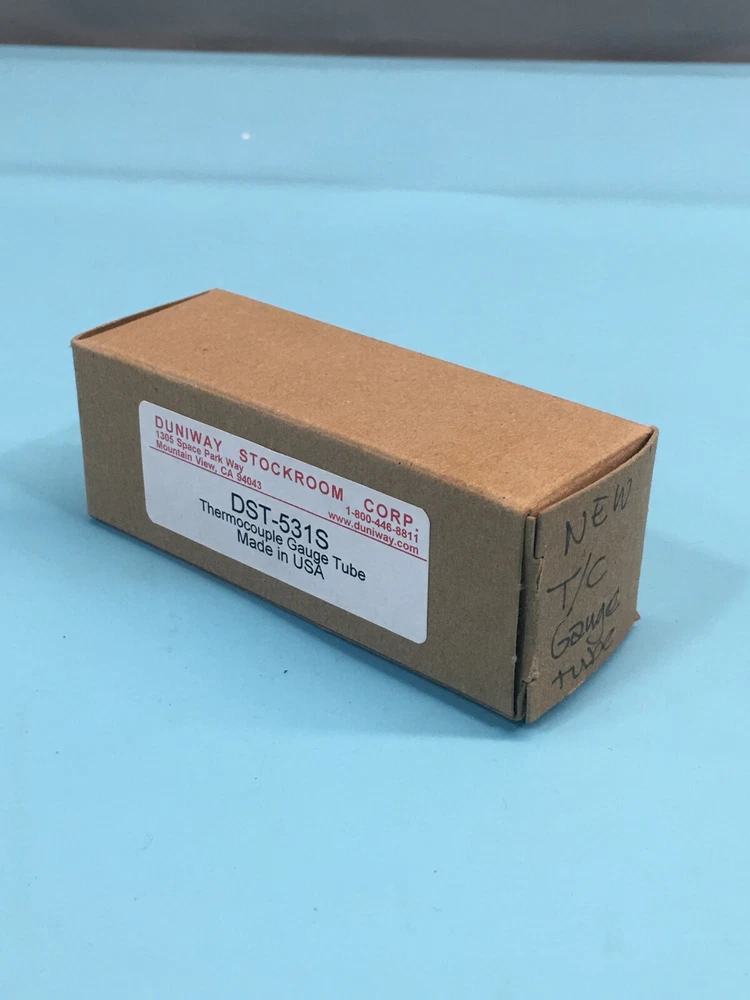 DUNIWAY STOCKROOM CORP.
1305 Space Park Way
Mountain View, CA 94043
1-800-446-8811
www.duniway.com
DST-531S
Thermocouple Gauge Tube
Made in USA
NEW
T/C
Gauge
tube